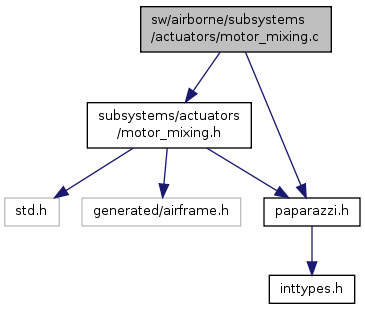 sw/airborne/subsystems
/actuators/motor_mixing.c
subsystems/actuators
/motor_mixing.h
std.h
generated/airframe.h
paparazzi.h
inttypes.h